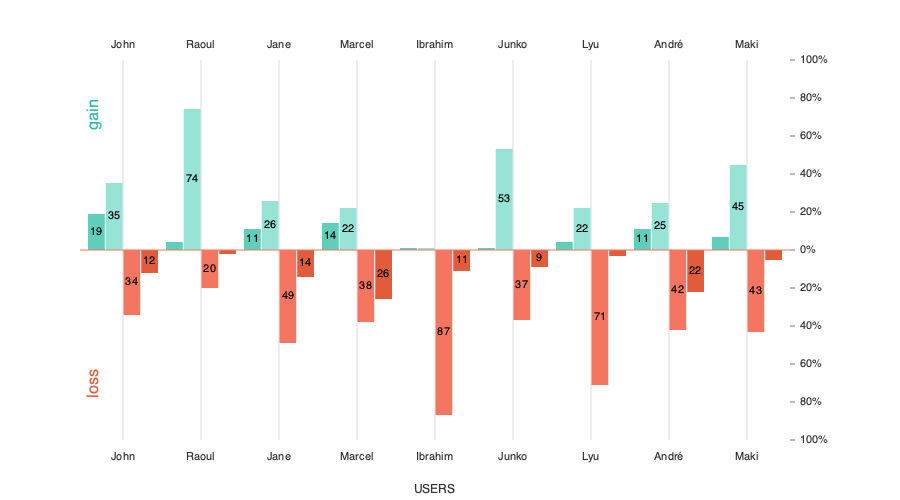 John Raoul Jane Marcel Ibrahim Junko Lyu André Maki
100%
80%
60%
40%
20%
0%
20%
40%
60%
80%
100%
gain
loss
19 35 34 12
74 20
11 26 49 14
14 22 38 26
87 11
53 37 9
22 71
11 25 42 22
45 43
John Raoul Jane Marcel Ibrahim Junko Lyu André Maki
USERS